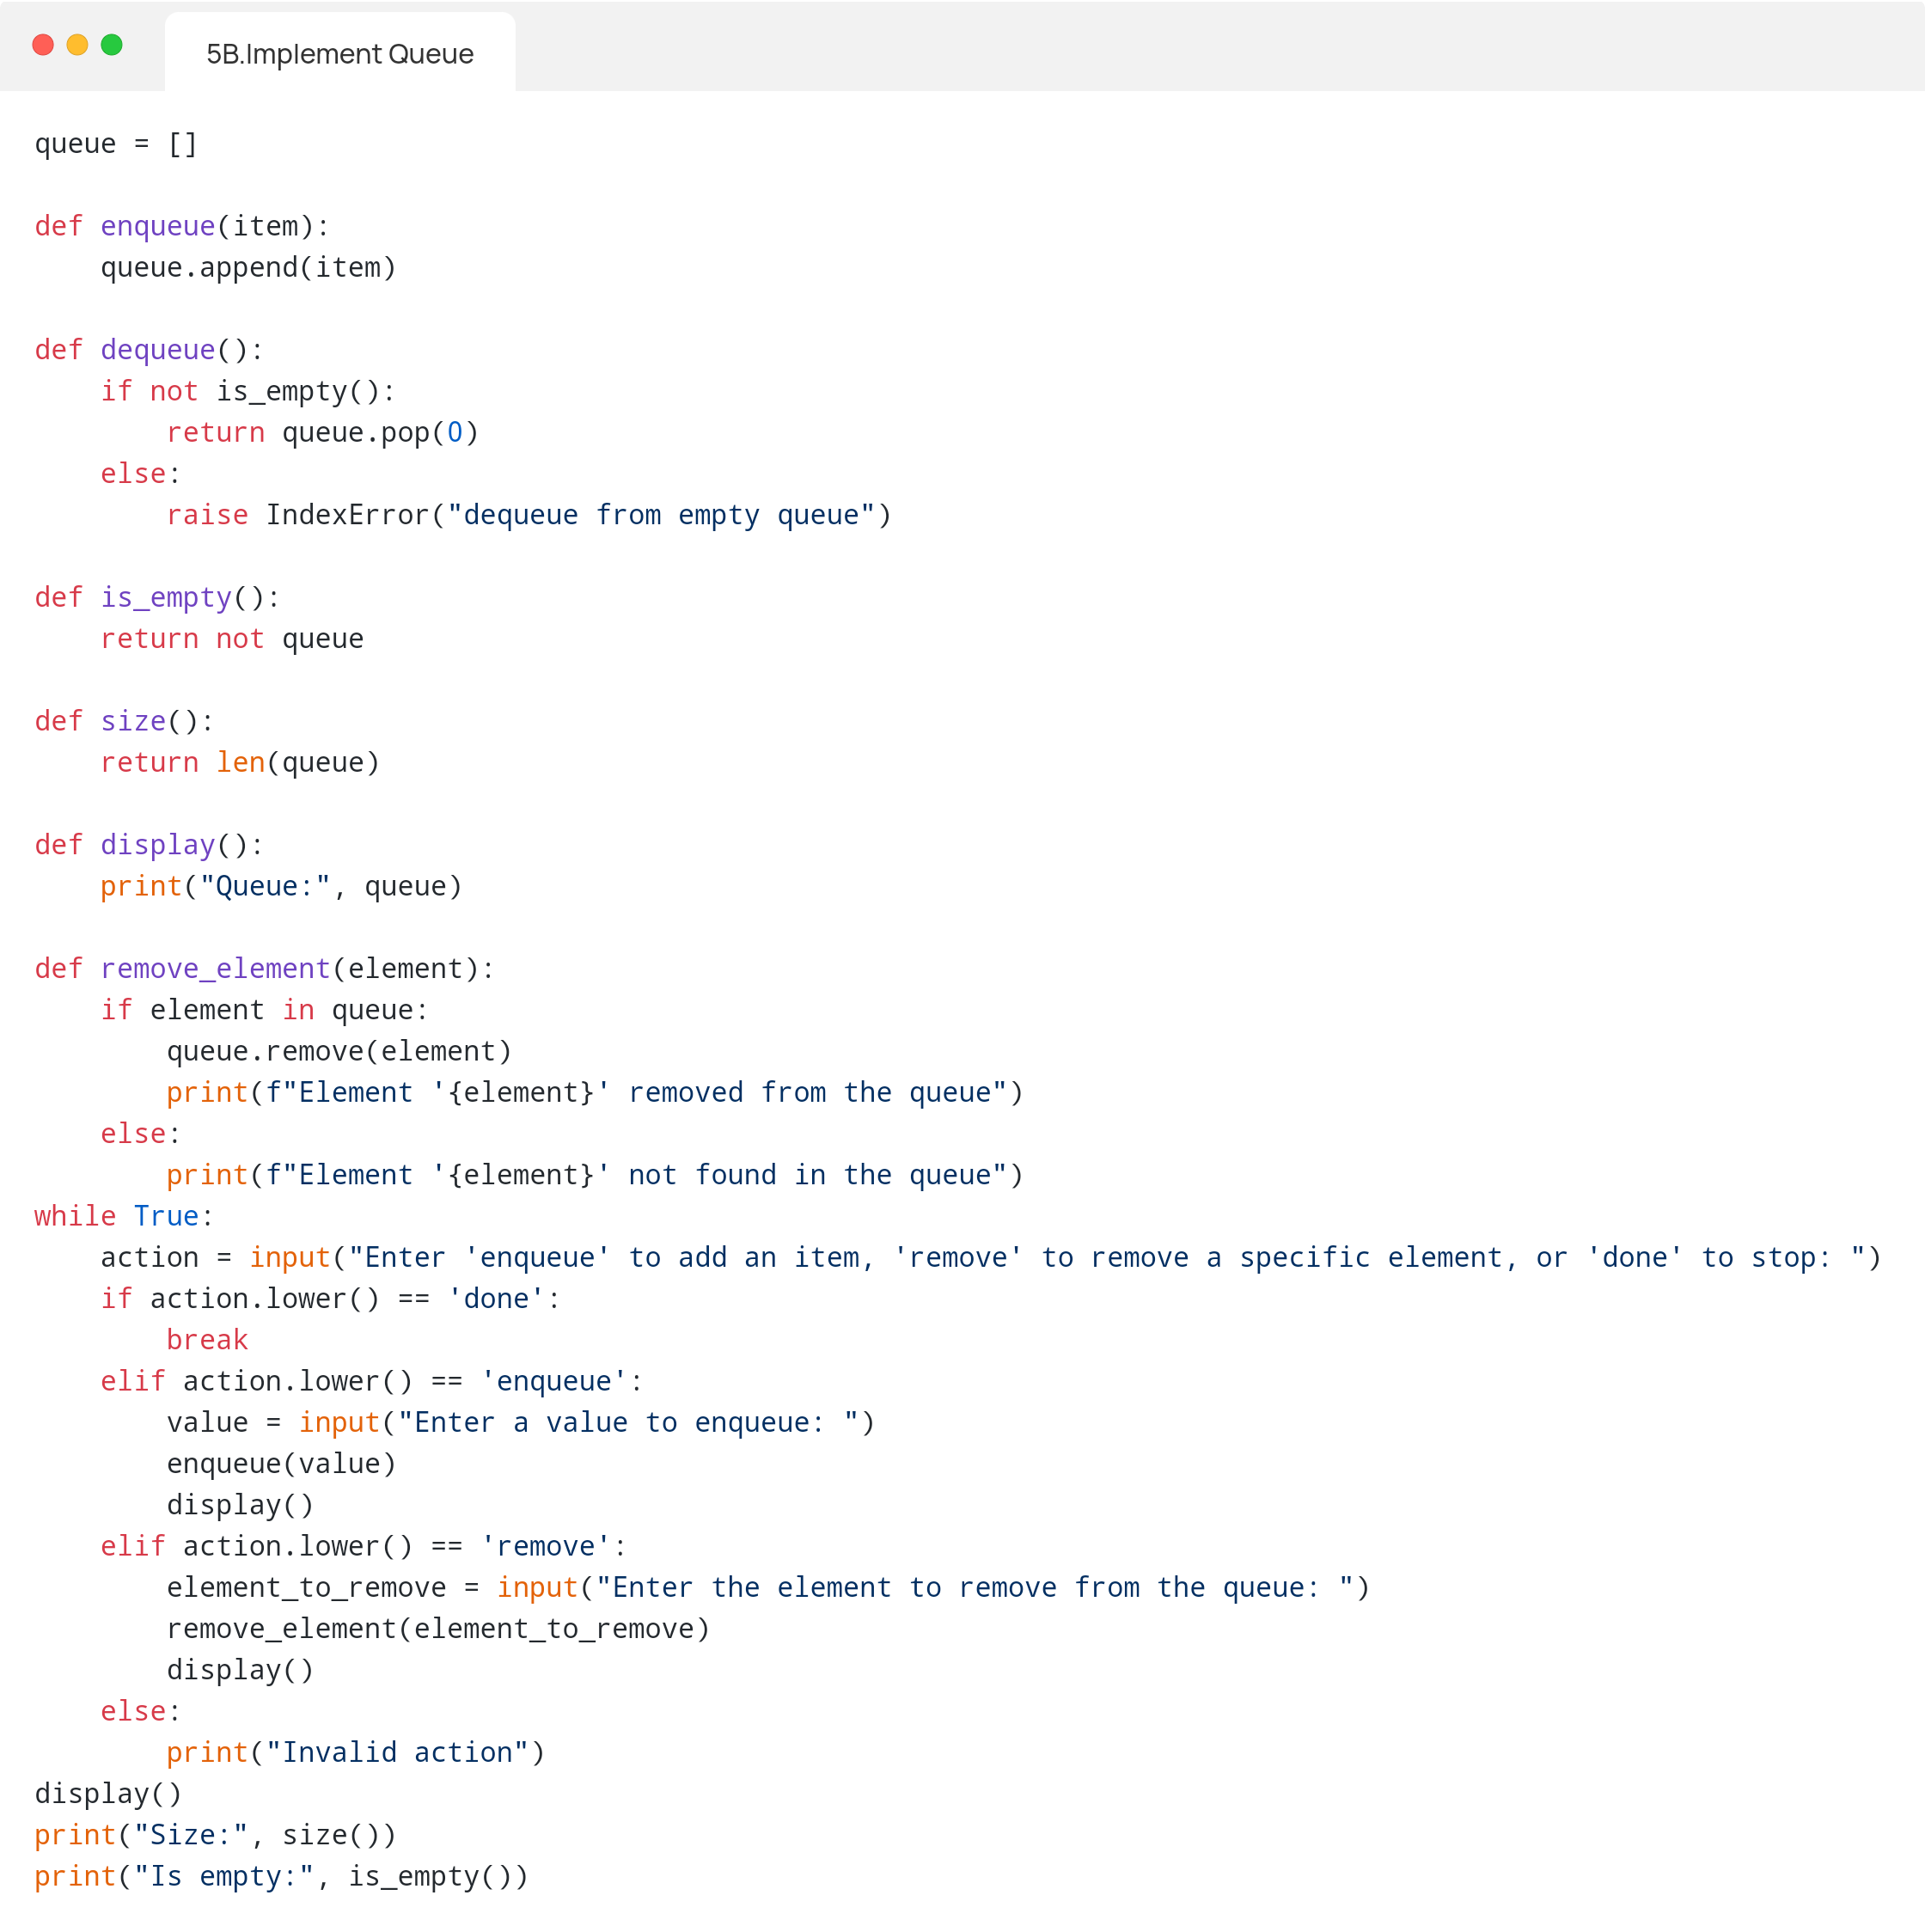 5B.Implement Queue
queue = []
def enqueue(item):
    queue.append(item)
def dequeue():
    if not is_empty():
        return queue.pop(0)
    else:
        raise IndexError("dequeue from empty queue")
def is_empty():
    return not queue
def size():
    return len(queue)
def display():
    print("Queue:", queue)
def remove_element(element):
    if element in queue:
        queue.remove(element)
        print(f"Element '{element}' removed from the queue")
    else:
        print(f"Element '{element}' not found in the queue")
while True:
    action = input("Enter 'enqueue' to add an item, 'remove' to remove a specific element, or 'done' to stop: ")
    if action.lower() == 'done':
        break
    elif action.lower() == 'enqueue':
        value = input("Enter a value to enqueue: ")
        enqueue(value)
        display()
    elif action.lower() == 'remove':
        element_to_remove = input("Enter the element to remove from the queue: ")
        remove_element(element_to_remove)
        display()
    else:
        print("Invalid action")
display()
print("Size:", size())
print("Is empty:", is_empty())